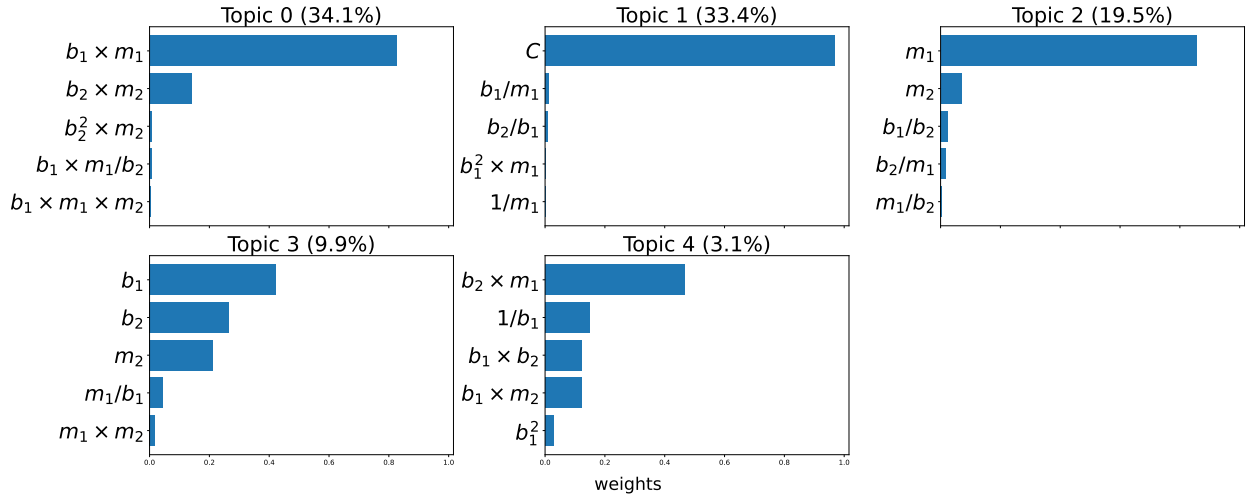 Topic 0 (34.1%)
b₁ × m₁
b₂ × m₂
b₂² × m₂
b₁ × m₁/b₂
b₁ × m₁ × m₂
Topic 1 (33.4%)
C
b₁/m₁
b₂/b₁
b₁² × m₁
1/m₁
Topic 2 (19.5%)
m₁
m₂
b₁/b₂
b₂/m₁
m₁/b₂
Topic 3 (9.9%)
b₁
b₂
m₂
m₁/b₁
m₁ × m₂
0.0 0.2 0.4 0.6 0.8 1.0
Topic 4 (3.1%)
b₂ × m₁
1/b₁
b₁ × b₂
b₁ × m₂
b₁²
0.0 0.2 0.4 0.6 0.8 1.0
weights